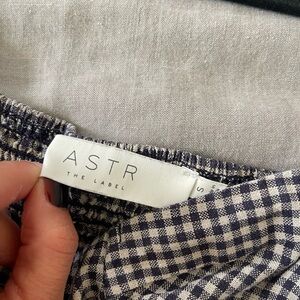 ASTR
THE LABEL
S